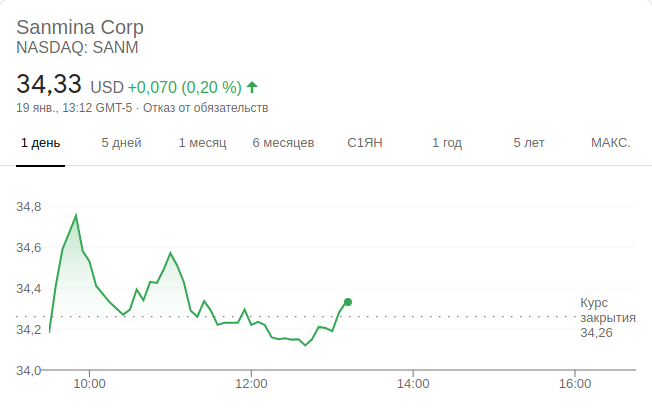 Sanmina Corp
NASDAQ: SANM
34,33 USD +0,070 (0,20 %)
19 янв., 13:12 GMT-5 · Отказ от обязательств
1 день 5 дней 1 месяц 6 месяцев С1ЯН 1 год 5 лет МАКС.
34,8
34,6
34,4
34,2
34,0
Курс
закрытия
34,26
10:00 12:00 14:00 16:00